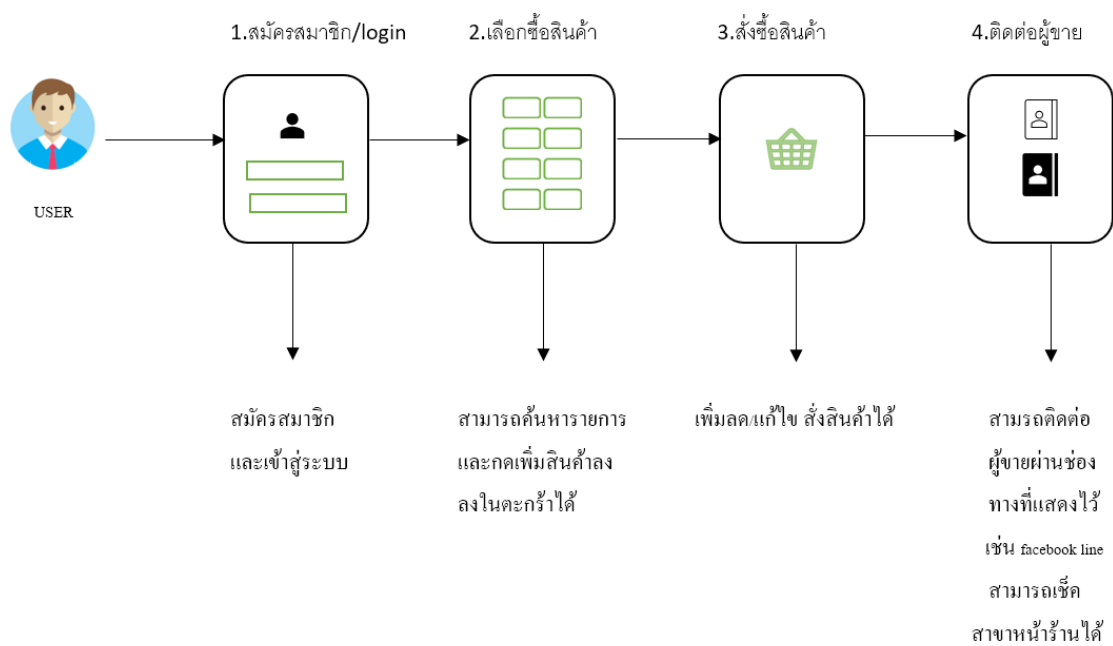 1.สมัครสมาชิก/login
2.เลือกซื้อสินค้า
3.สั่งซื้อสินค้า
4.ติดต่อผู้ขาย
USER
สมัครสมาชิก
และเข้าสู่ระบบ
สามารถค้นหารายการ
และกดเพิ่มสินค้าลง
ลงในตะกร้าได้
เพิ่มลด/แก้ไข สั่งสินค้าได้
สามรถติดต่อ
ผู้ขายผ่านช่อง
ทางที่แสดงไว้
เช่น facebook line
สามารถเช็ค
สาขาหน้าร้านได้